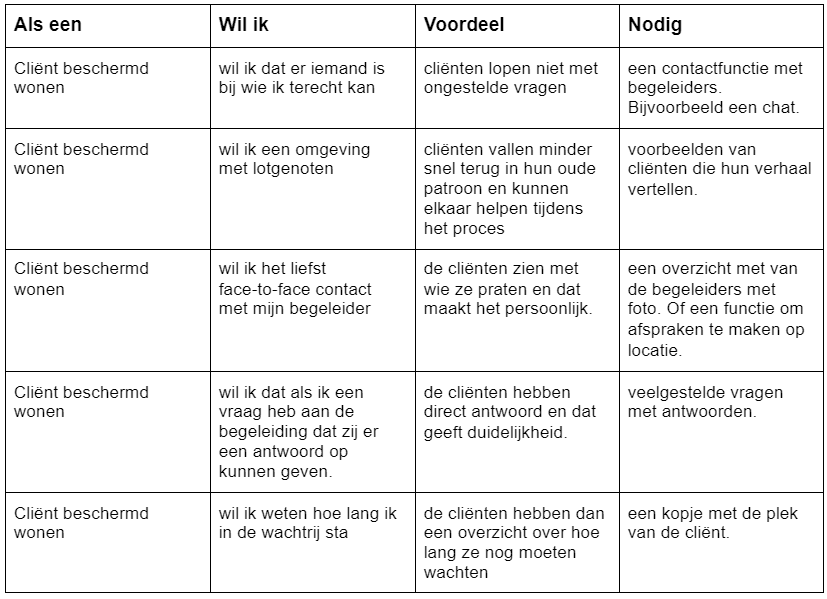 Als een
Wil ik
Voordeel
Nodig
Cliënt beschermd
wonen
wil ik dat er iemand is
bij wie ik terecht kan
cliënten lopen niet met
ongestelde vragen
een contactfunctie met
begeleiders.
Bijvoorbeeld een chat.
Cliënt beschermd
wonen
wil ik een omgeving
met lotgenoten
cliënten vallen minder
snel terug in hun oude
patroon en kunnen
elkaar helpen tijdens
het proces
voorbeelden van
cliënten die hun verhaal
vertellen.
Cliënt beschermd
wonen
wil ik het liefst
face-to-face contact
met mijn begeleider
de cliënten zien met
wie ze praten en dat
maakt het persoonlijk.
een overzicht met van
de begeleiders met
foto. Of een functie om
afspraken te maken op
locatie.
Cliënt beschermd
wonen
wil ik dat als ik een
vraag heb aan de
begeleiding dat zij er
een antwoord op
kunnen geven.
de cliënten hebben
direct antwoord en dat
geeft duidelijkheid.
veelgestelde vragen
met antwoorden.
Cliënt beschermd
wonen
wil ik weten hoe lang ik
in de wachtrij sta
de cliënten hebben dan
een overzicht over hoe
lang ze nog moeten
wachten
een kopje met de plek
van de cliënt.